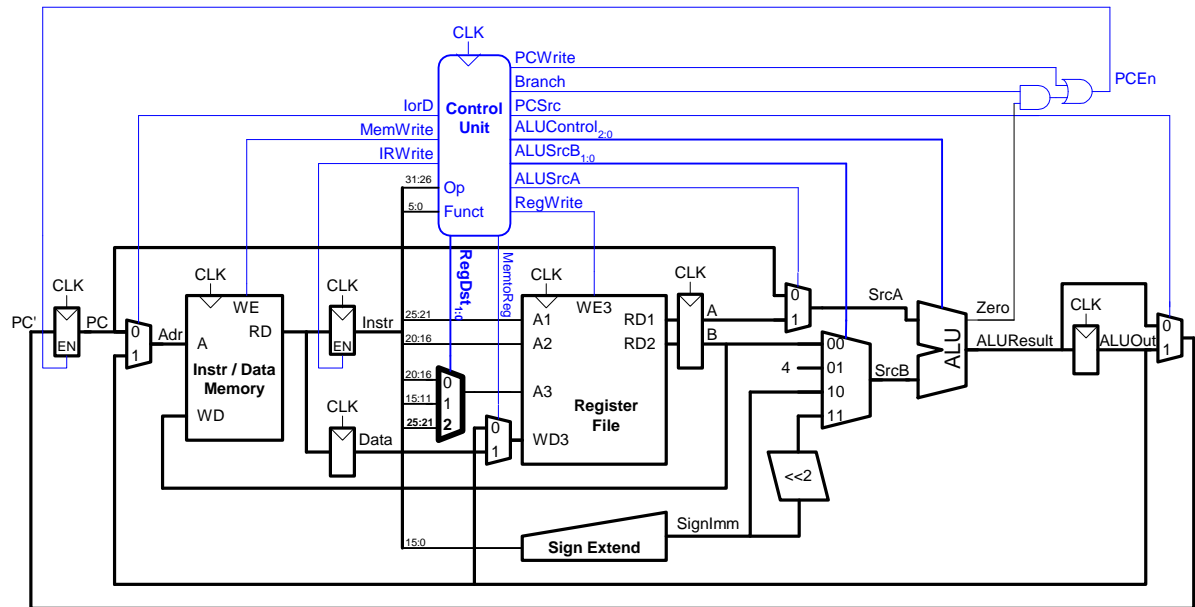 CLK
PCWrite
Branch
PCEn
IorD
Control
Unit
PCSrc
MemWrite
ALUControl2:0
IRWrite
ALUSrcB1:0
31:26
Op
ALUSrcA
5:0
Funct
RegWrite
RegDst1:0
MemtoReg
CLK
CLK
CLK
CLK
CLK
CLK
PC'
PC
EN
0
1
Adr
WE
A
RD
Instr / Data
Memory
WD
EN
Instr
25:21
20:16
20:16
15:11
25:21
0
1
2
A1
A2
A3
WD3
WE3
RD1
RD2
Register
File
A
B
0
1
SrcA
00
4
01
10
11
SrcB
ALU
Zero
ALUResult
CLK
ALUOut
0
1
CLK
Data
0
1
<<2
SignImm
15:0
Sign Extend